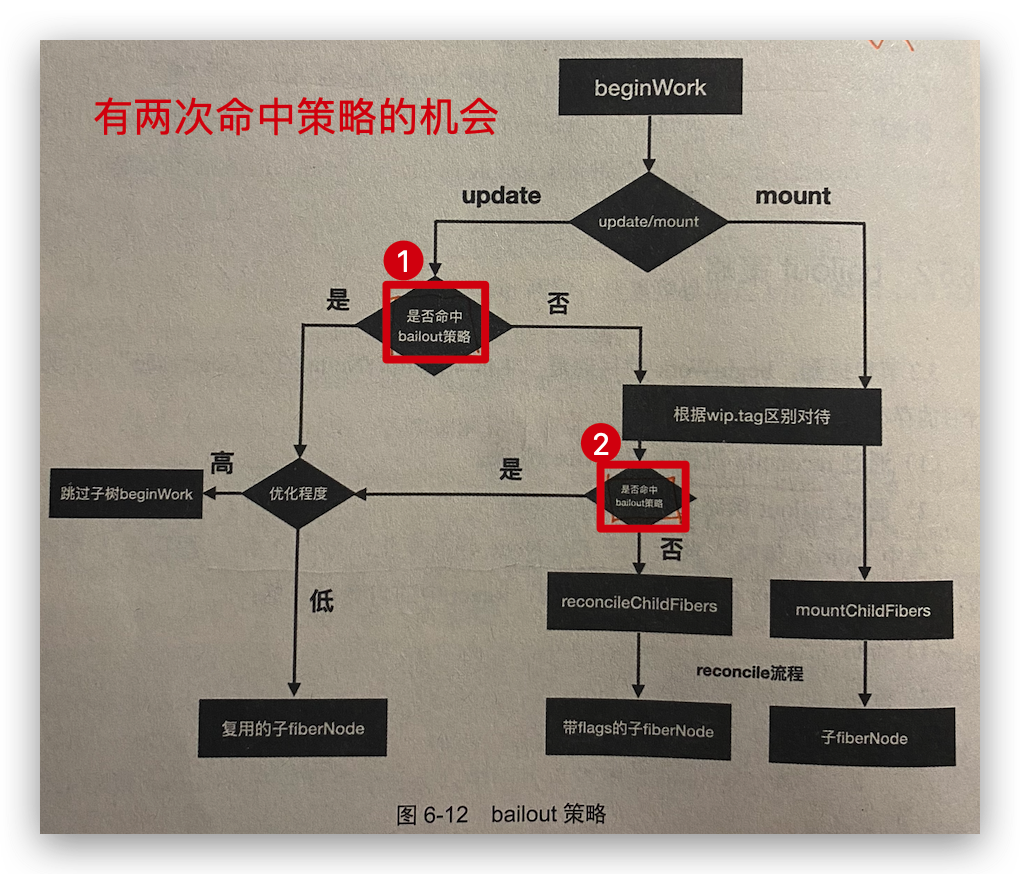 有两次命中策略的机会
beginWork
update
mount
update/mount
1
是
否
是否命中
bailout策略
根据wip.tag区别对待
2
高
是
跳过子树beginWork
优化程度
是否命中
bailout策略
否
低
reconcileChildFibers
mountChildFibers
reconcile流程
复用的子fiberNode
带flags的子fiberNode
子fiberNode
图 6-12 bailout 策略